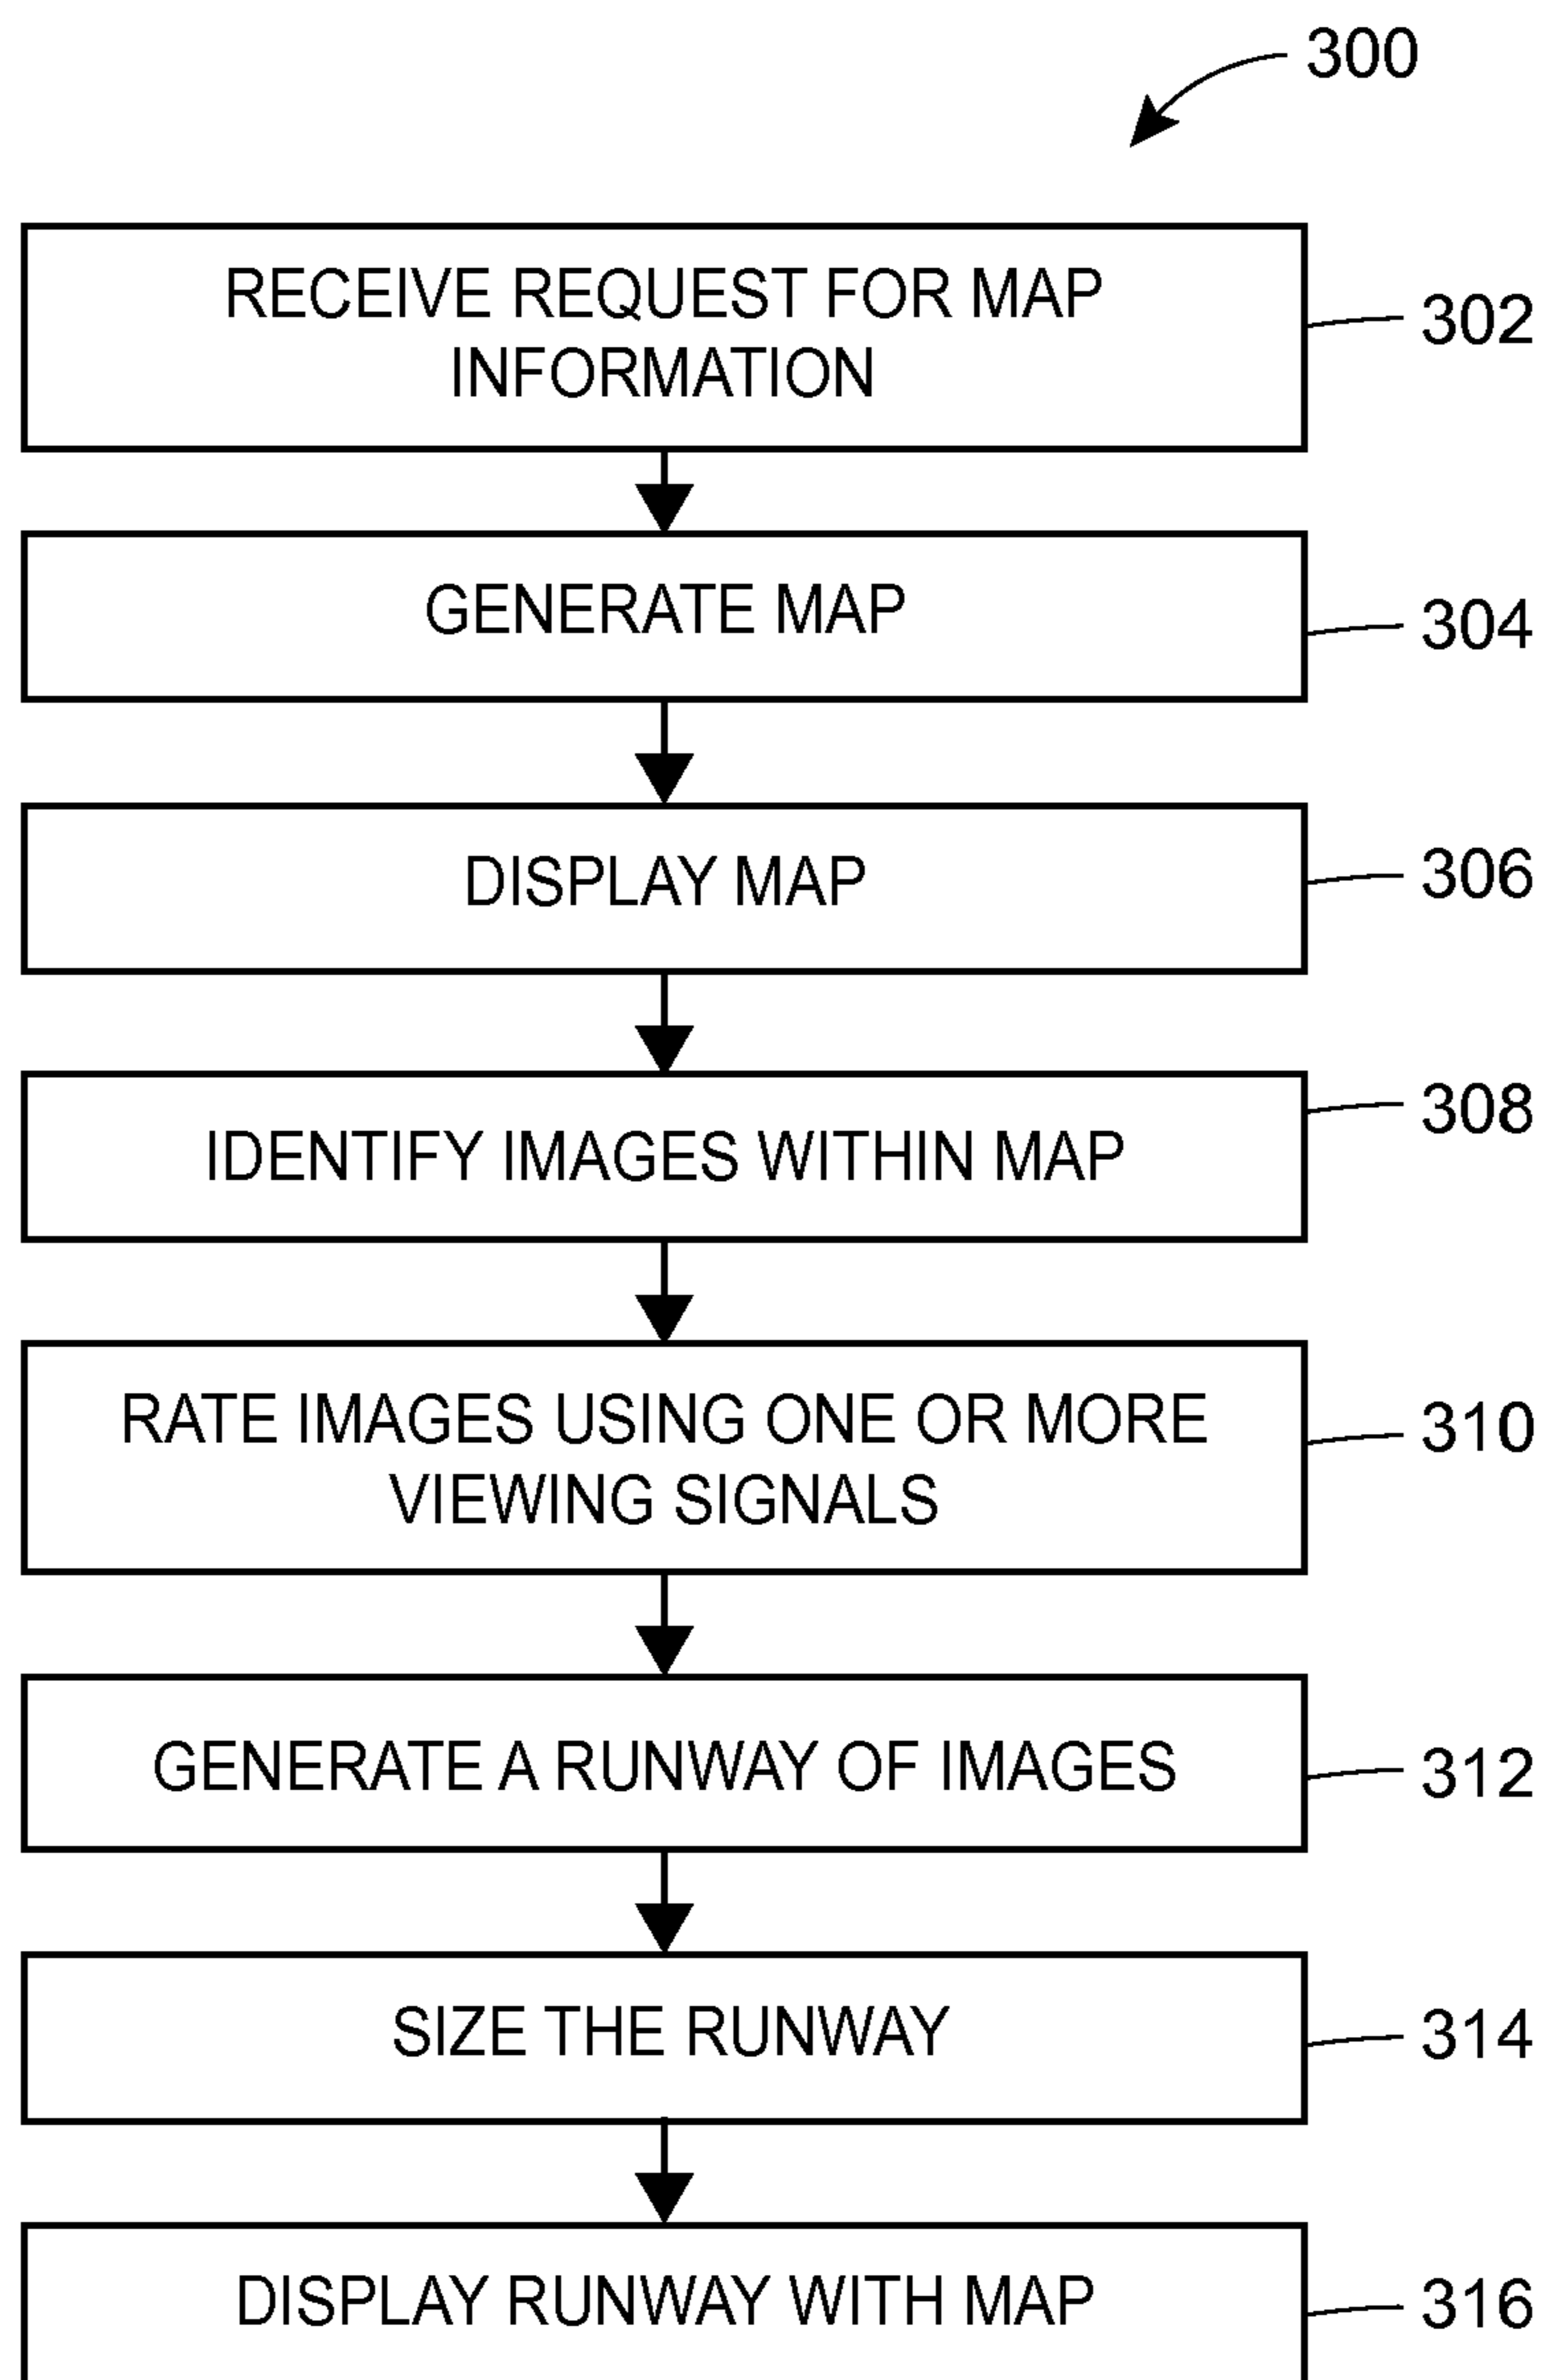 300
RECEIVE REQUEST FOR MAP
INFORMATION
302
GENERATE MAP
304
DISPLAY MAP
306
IDENTIFY IMAGES WITHIN MAP
308
RATE IMAGES USING ONE OR MORE
VIEWING SIGNALS
310
GENERATE A RUNWAY OF IMAGES
312
SIZE THE RUNWAY
314
DISPLAY RUNWAY WITH MAP
316